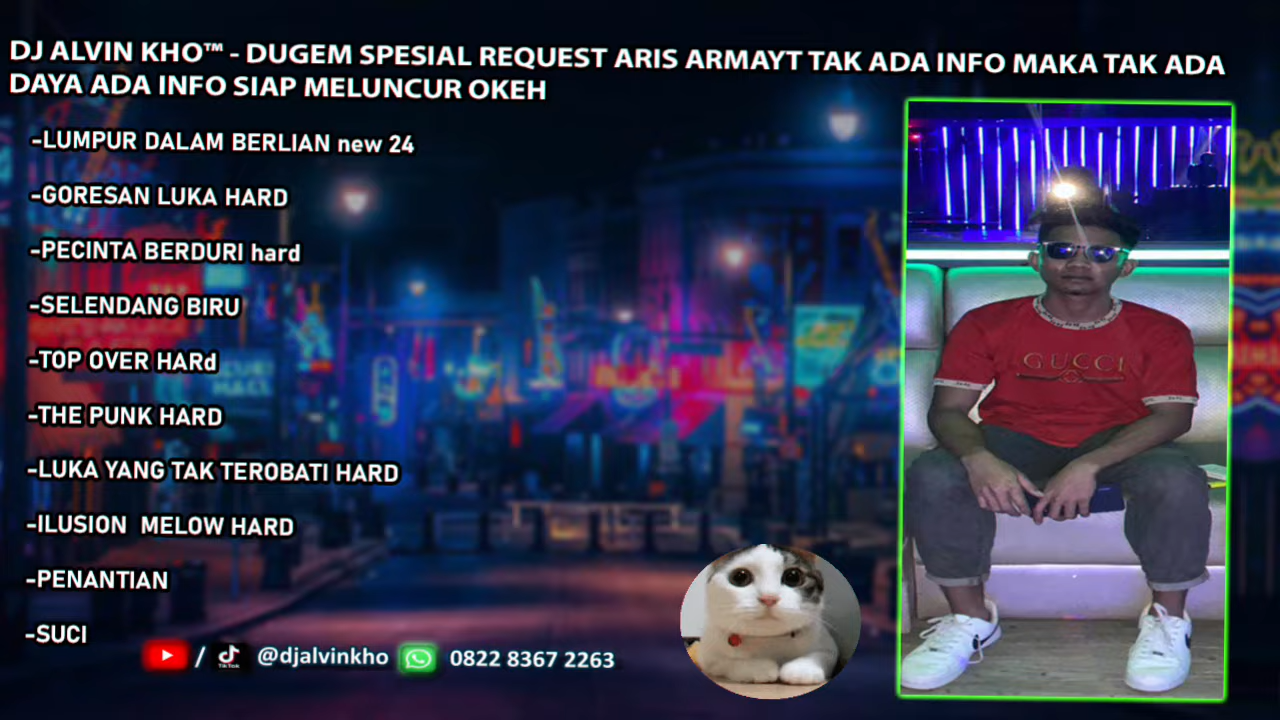 DJ ALVIN KHO™ - DUGEM SPESIAL REQUEST ARIS ARMAYT TAK ADA INFO MAKA TAK ADA
DAYA ADA INFO SIAP MELUNCUR OKEH
-LUMPUR DALAM BERLIAN new 24
-GORESAN LUKA HARD
-PECINTA BERDURI hard
-SELENDANG BIRU
-TOP OVER HARd
-THE PUNK HARD
-LUKA YANG TAK TEROBATI HARD
-ILUSION  MELOW HARD
-PENANTIAN
-SUCI
/ TikTok @djalvinkho 0822 8367 2263
GUCCI